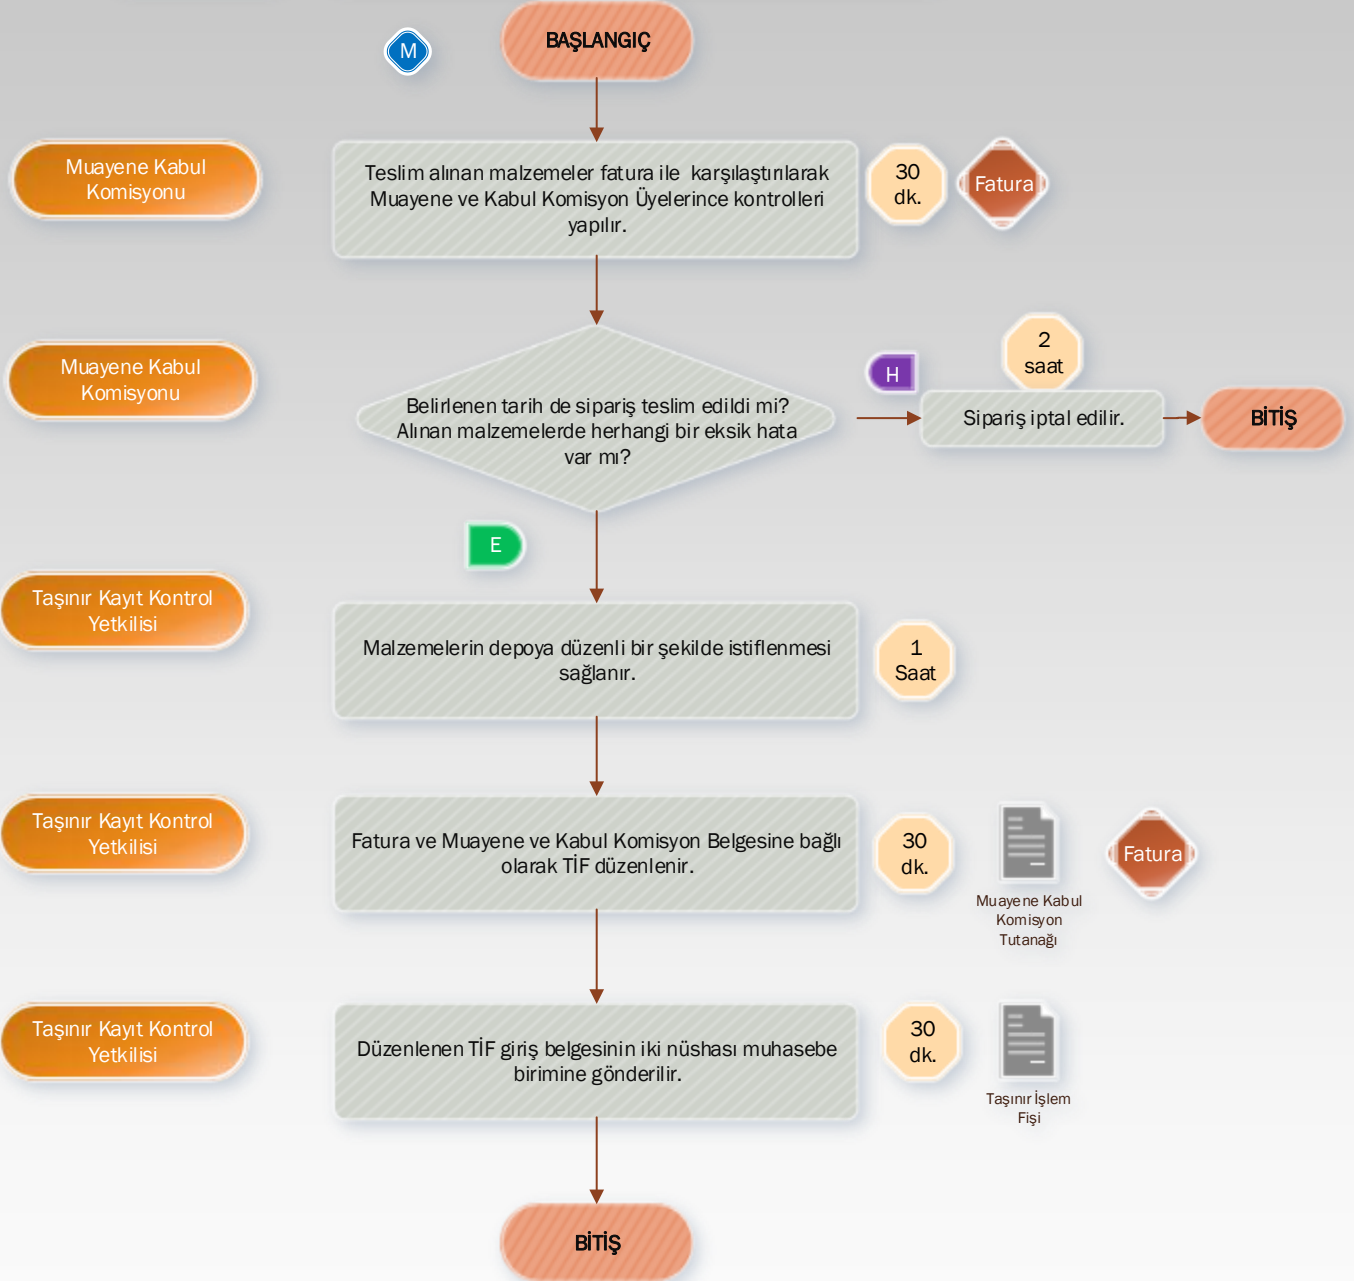 M
BAŞLANGIÇ
Muayene Kabul
Komisyonu
Teslim alınan malzemeler fatura ile karşılaştırılarak
Muayene ve Kabul Komisyon Üyelerince kontrolleri
yapılır.
30
dk.
Fatura
Muayene Kabul
Komisyonu
Belirlenen tarih de sipariş teslim edildi mi?
Alınan malzemelerde herhangi bir eksik hata
var mı?
H
2
saat
Sipariş iptal edilir.
BİTİŞ
E
Taşınır Kayıt Kontrol
Yetkilisi
Malzemelerin depoya düzenli bir şekilde istiflenmesi
sağlanır.
1
Saat
Taşınır Kayıt Kontrol
Yetkilisi
Fatura ve Muayene ve Kabul Komisyon Belgesine bağlı
olarak TİF düzenlenir.
30
dk.
Muayene Kabul
Komisyon
Tutanağı
Fatura
Taşınır Kayıt Kontrol
Yetkilisi
Düzenlenen TİF giriş belgesinin iki nüshası muhasebe
birimine gönderilir.
30
dk.
Taşınır İşlem
Fişi
BİTİŞ